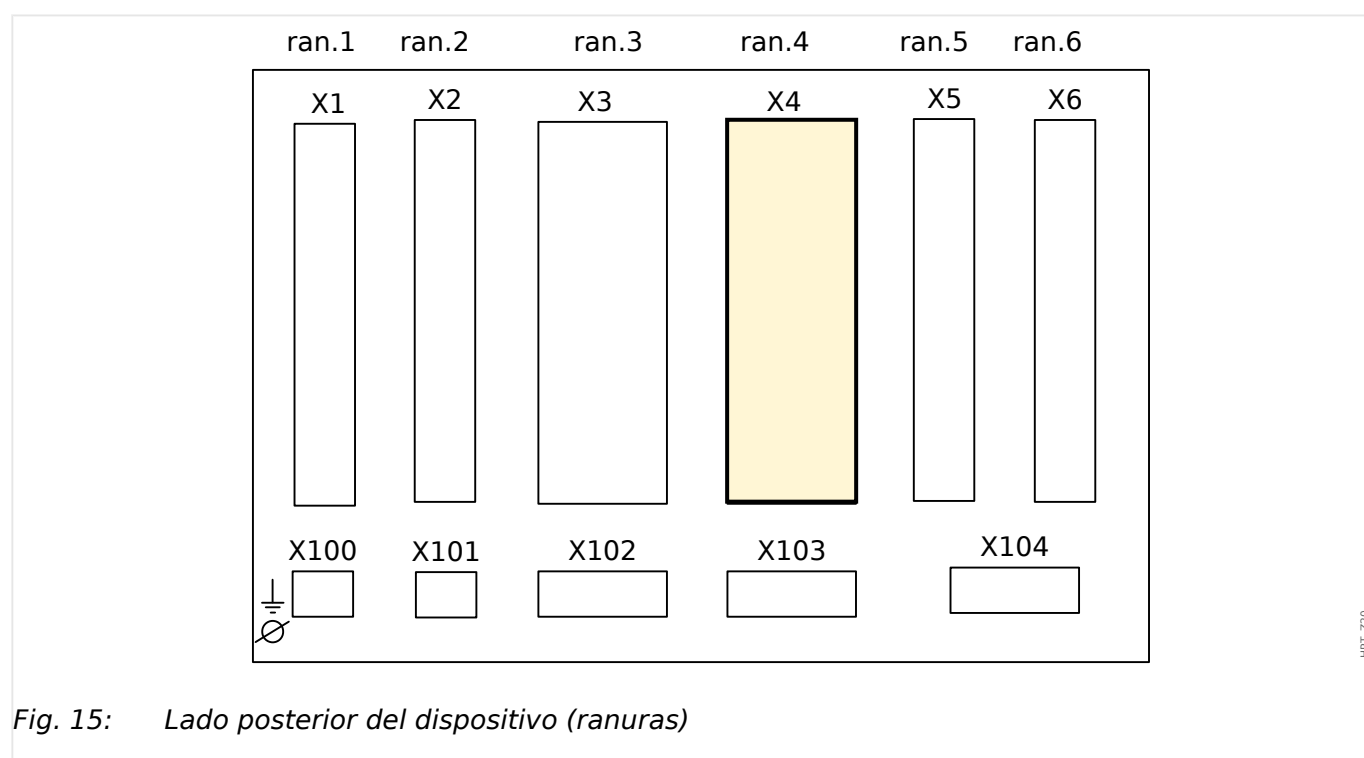 ran.1 ran.2 ran.3 ran.4 ran.5 ran.6
X1 X2 X3 X4 X5 X6
X100 X101 X102 X103 X104
Fig. 15: Lado posterior del dispositivo (ranuras)